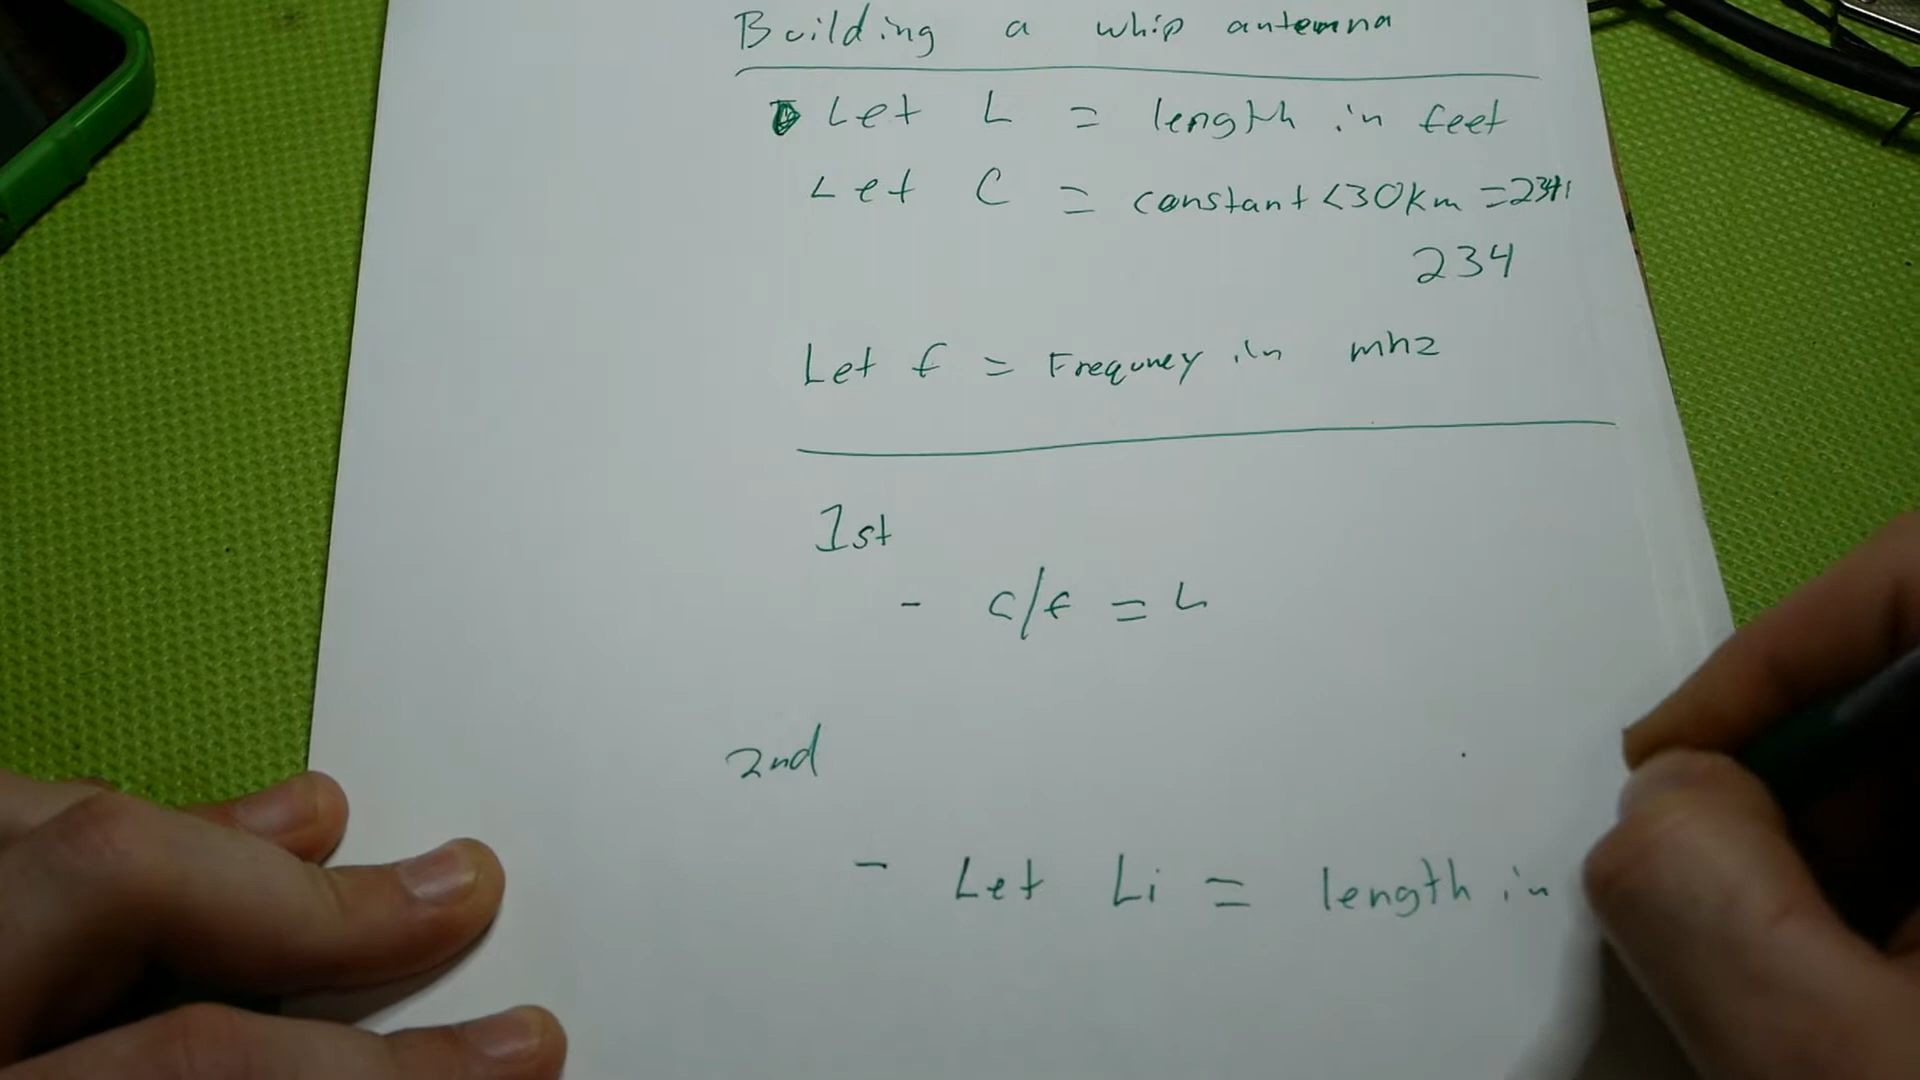 Building a whip antenna
Let L = length in feet
Let C = constant <30km =234
234
Let f = Frequncy in mhz
1st
- c/f = L
2nd
- Let Li = length in